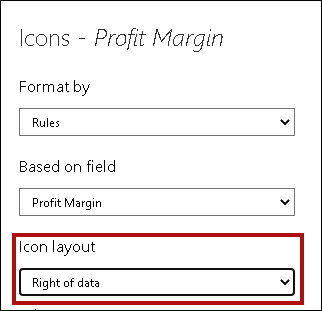 Icons - Profit Margin
Format by
Rules
Based on field
Profit Margin
Icon layout
Right of data